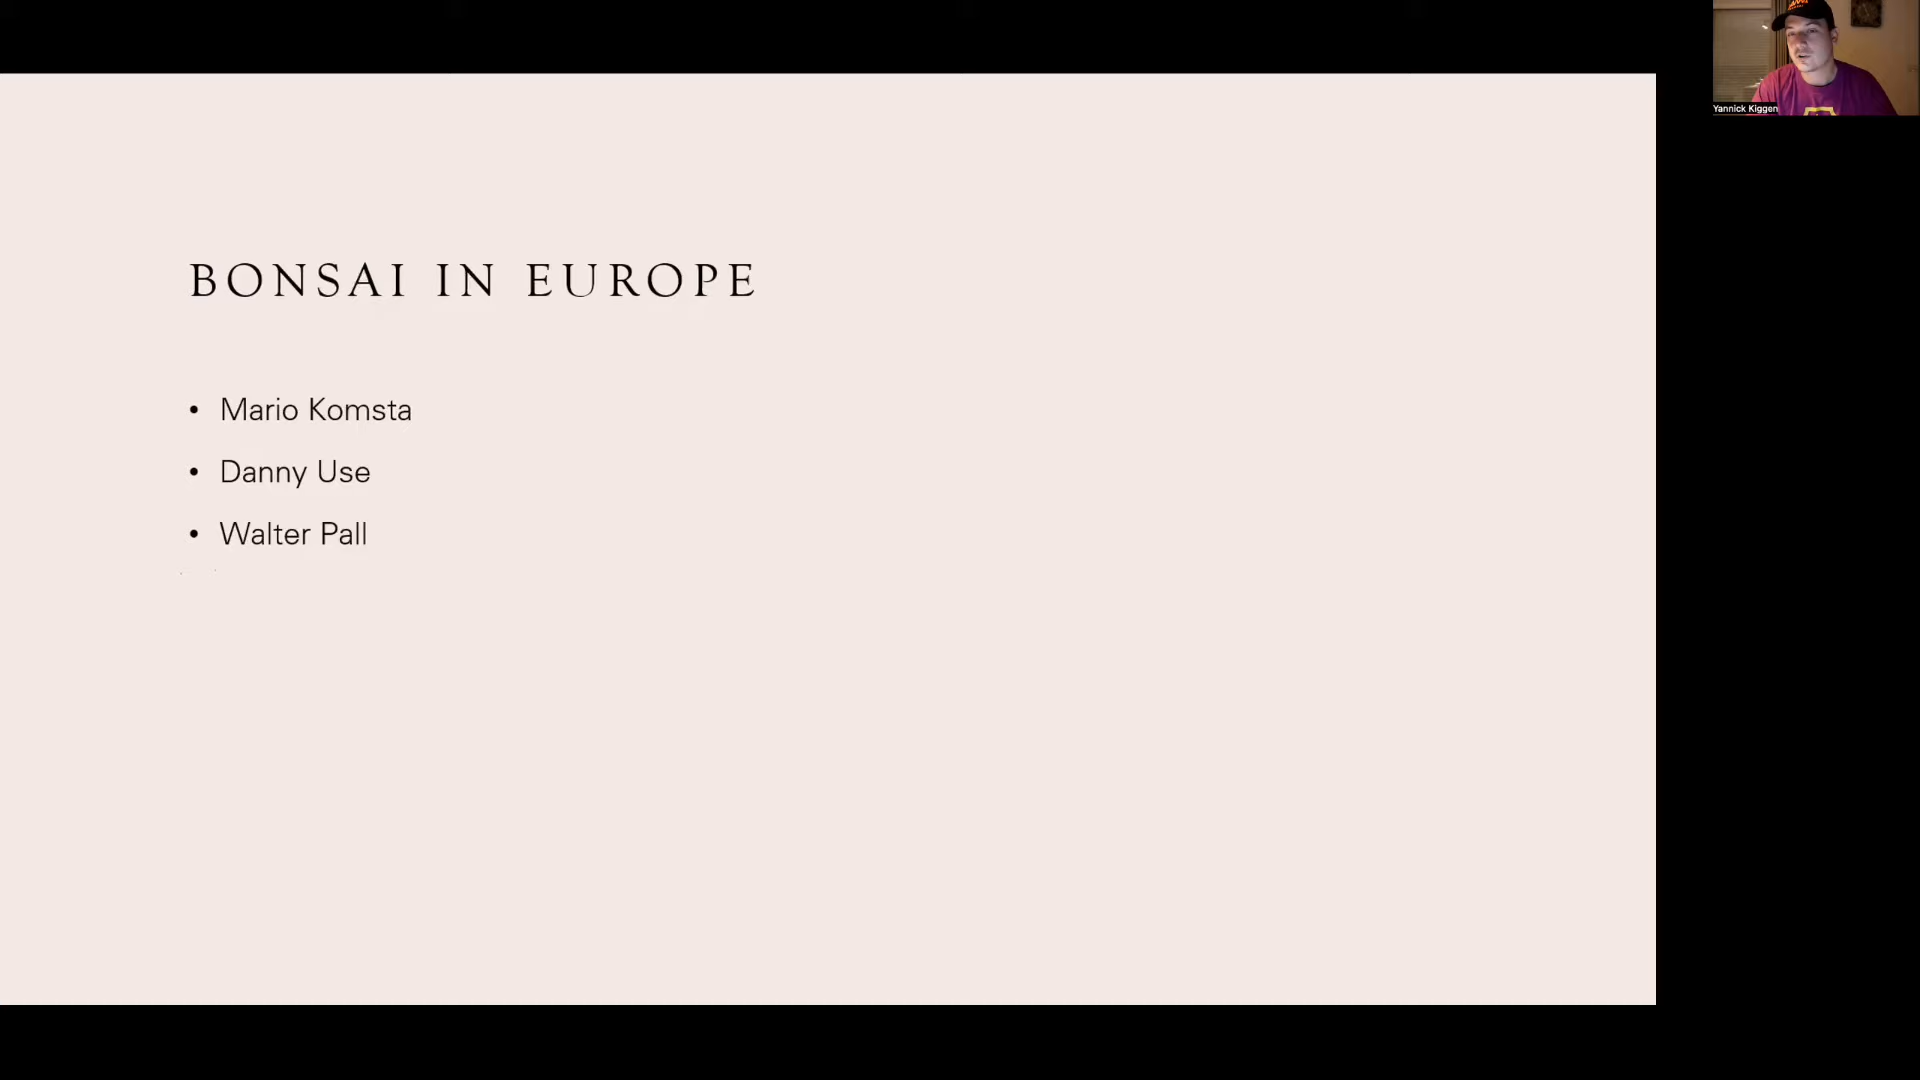 Yannick Kiggen
BONSAI IN EUROPE
• Mario Komsta
• Danny Use
• Walter Pall